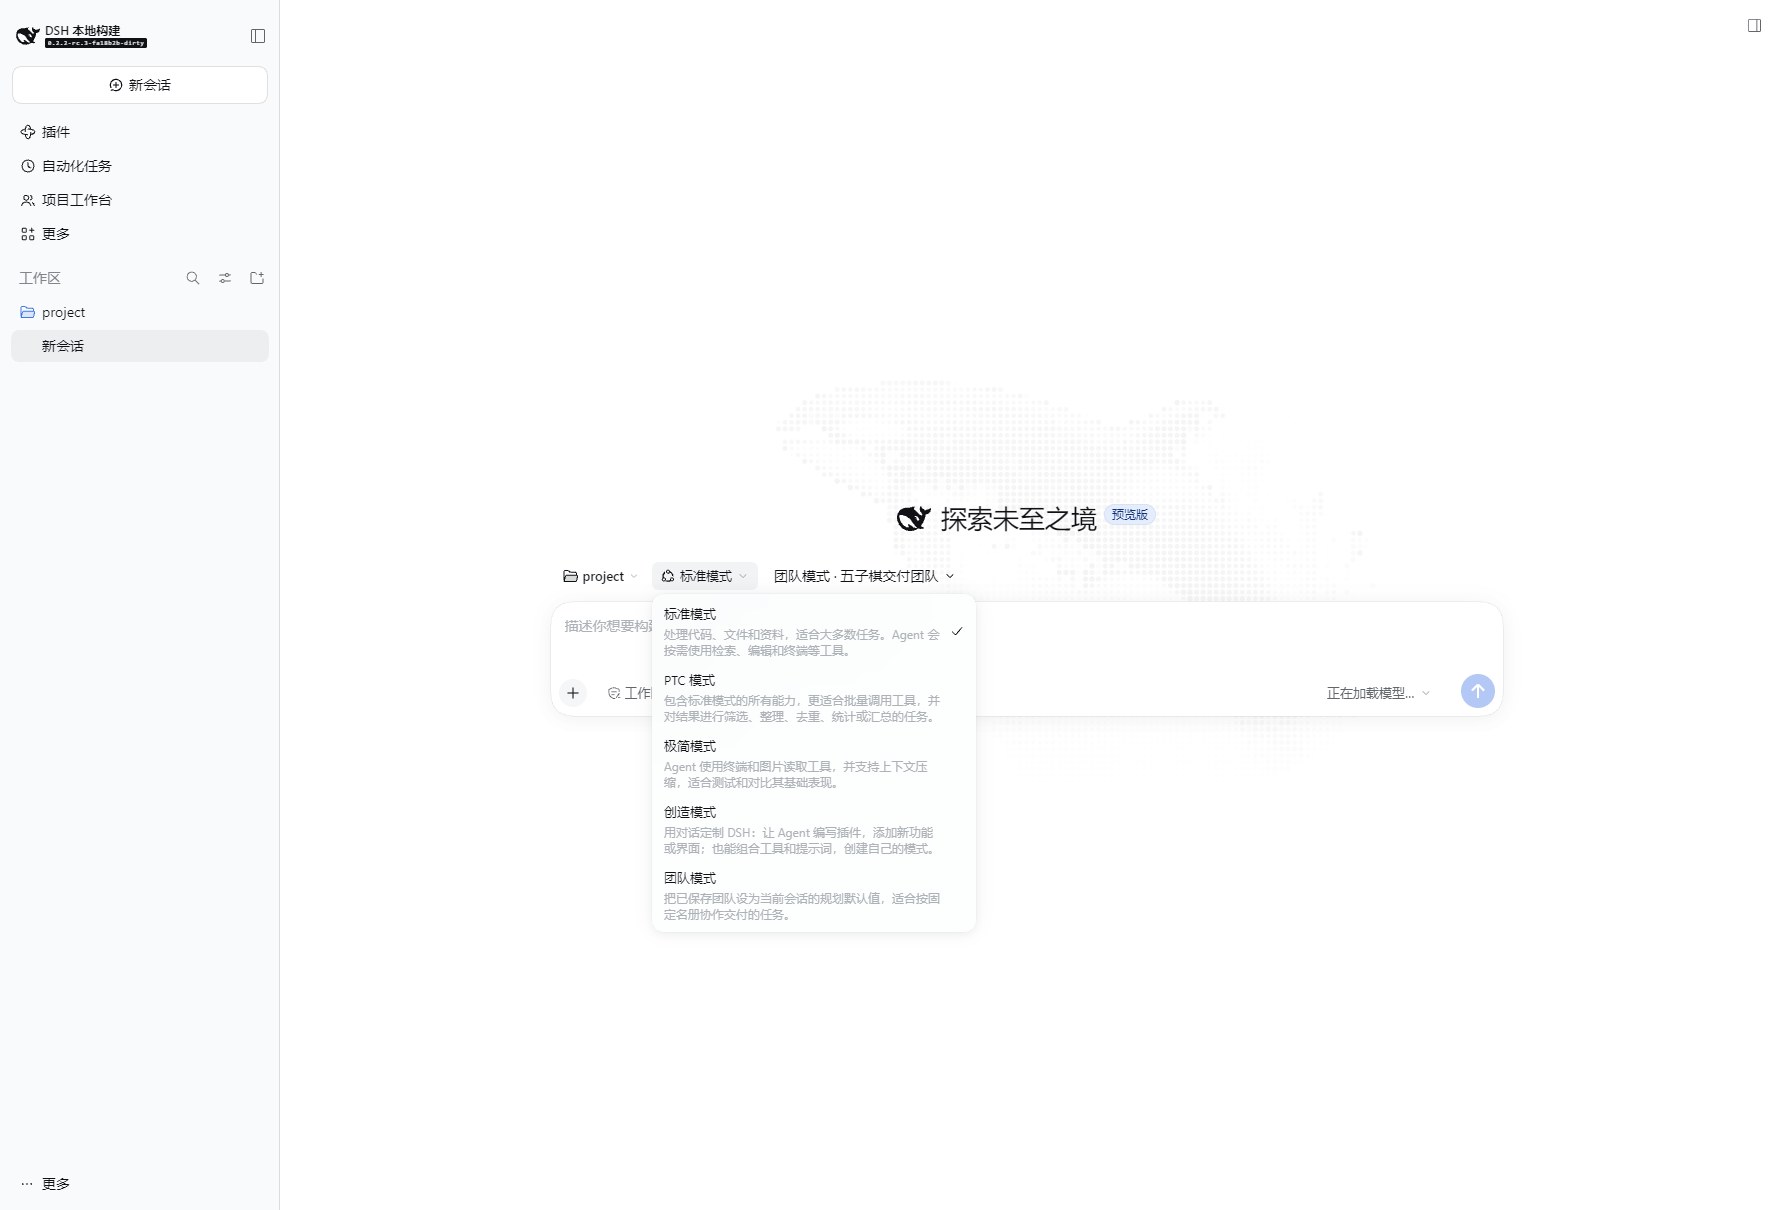 DSH 本地构建
0.2.2-rc.3-fa18b2b-dirty
新会话
插件
自动化任务
项目工作台
更多
工作区
project
新会话
探索未至之境
预览版
project
标准模式
团队模式 · 五子棋交付团队
描述你想要构
标准模式
处理代码、文件和资料，适合大多数任务。Agent 会
按需使用检索、编辑和终端等工具。
PTC 模式
包含标准模式的所有能力，更适合批量调用工具，并
对结果进行筛选、整理、去重、统计或汇总的任务。
极简模式
Agent 使用终端和图片读取工具，并支持上下文压
缩，适合测试和对比其基础表现。
创造模式
用对话定制 DSH：让 Agent 编写插件，添加新功能
或界面；也能组合工具和提示词，创建自己的模式。
团队模式
把已保存团队设为当前会话的规划默认值，适合按固
定名册协作交付的任务。
工作
正在加载模型...
更多